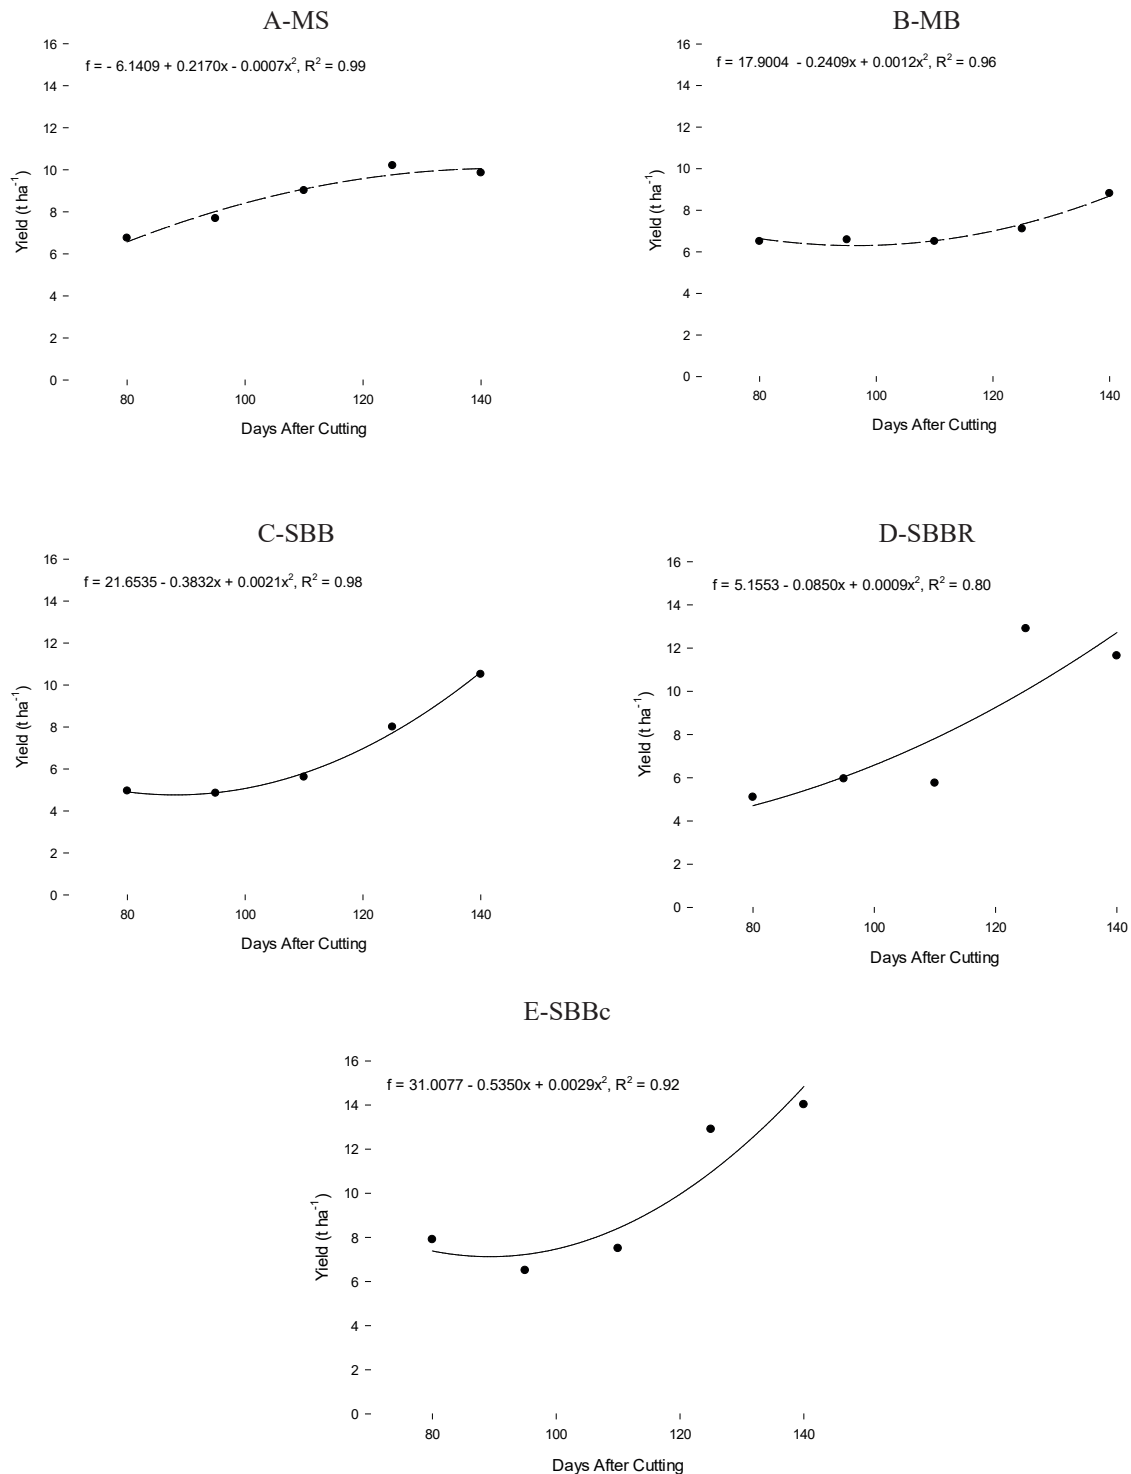 A-MS
f = - 6.1409 + 0.2170x - 0.0007x², R² = 0.99
16
14
12
10
8
6
4
2
0
Yield (t ha⁻¹)
80 100 120 140
Days After Cutting
B-MB
f = 17.9004 - 0.2409x + 0.0012x², R² = 0.96
16
14
12
10
8
6
4
2
0
Yield (t ha⁻¹)
80 100 120 140
Days After Cutting
C-SBB
f = 21.6535 - 0.3832x + 0.0021x², R² = 0.98
16
14
12
10
8
6
4
2
0
Yield (t ha⁻¹)
80 100 120 140
Days After Cutting
D-SBBR
f = 5.1553 - 0.0850x + 0.0009x², R² = 0.80
16
14
12
10
8
6
4
2
0
Yield (t ha⁻¹)
80 100 120 140
Days After Cutting
E-SBBc
f = 31.0077 - 0.5350x + 0.0029x², R² = 0.92
16
14
12
10
8
6
4
2
0
Yield (t ha⁻¹)
80 100 120 140
Days After Cutting